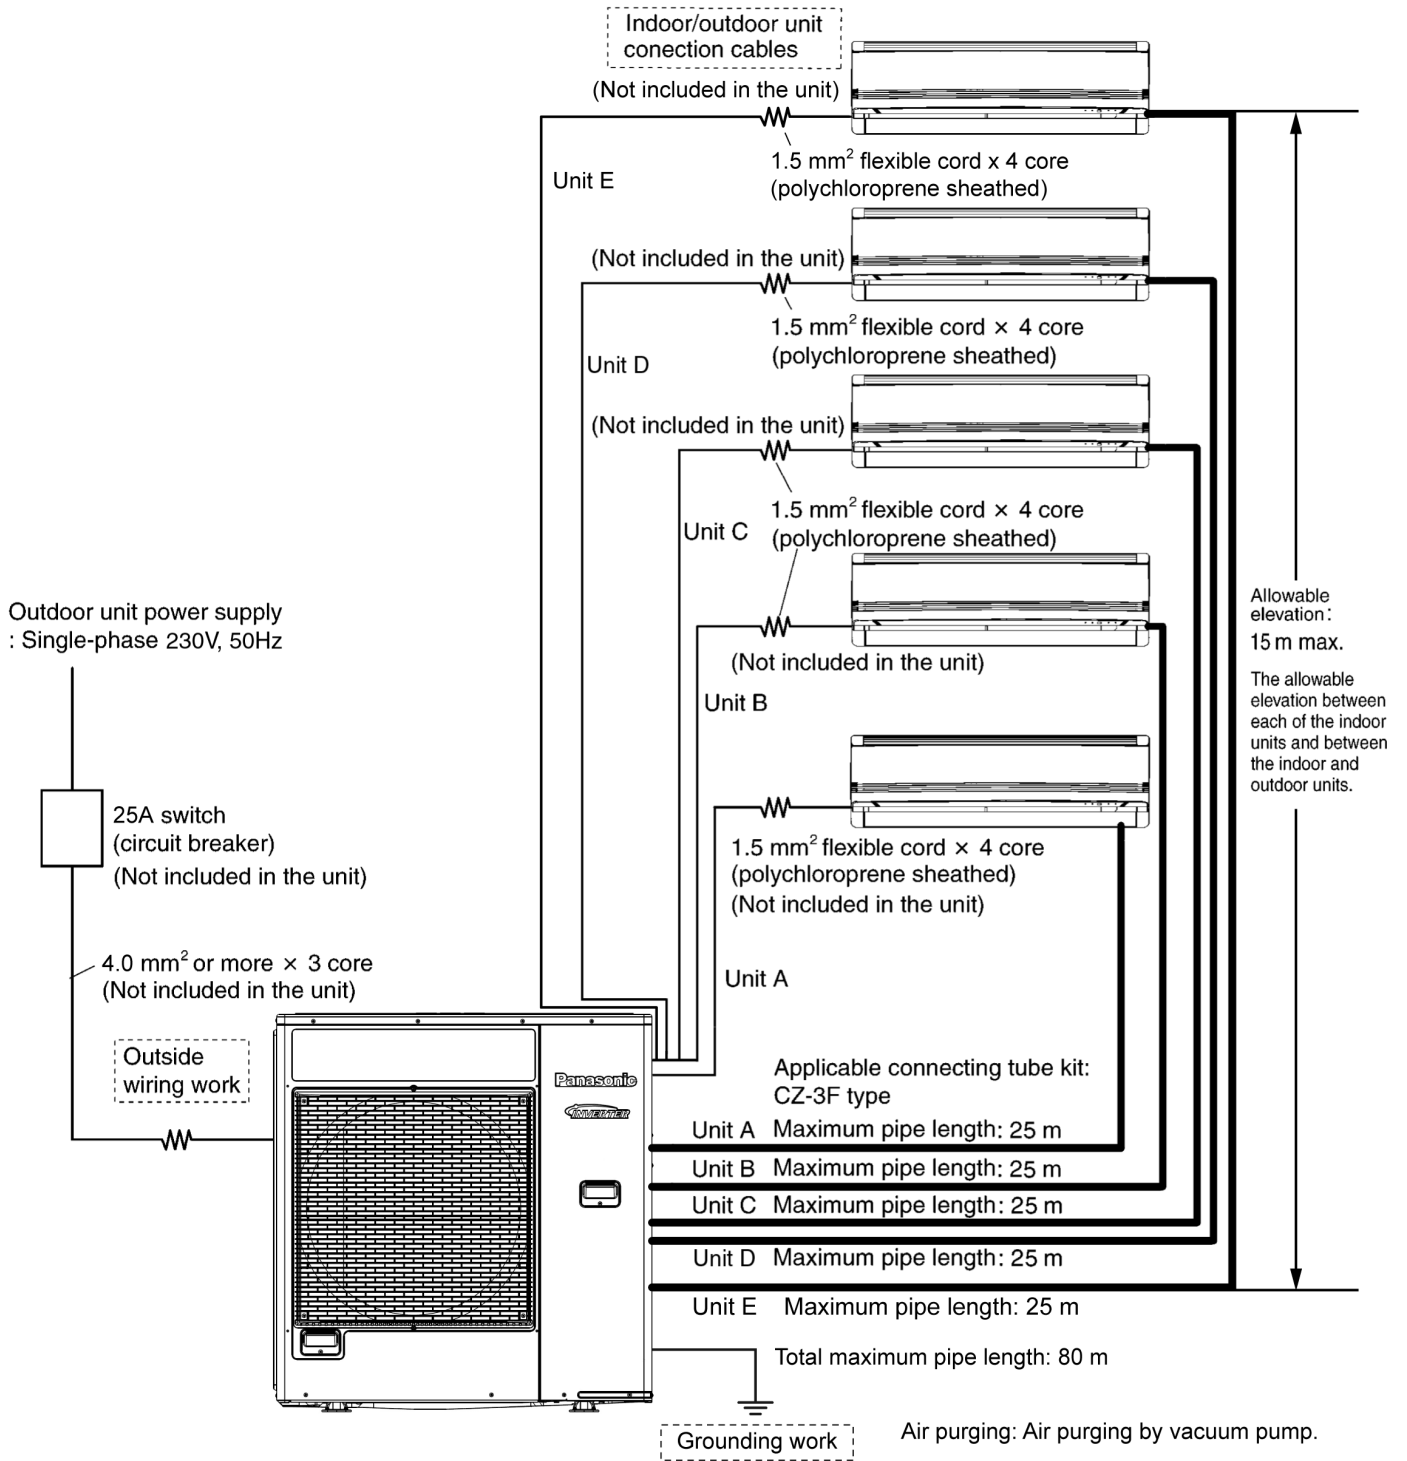 Indoor/outdoor unit
conection cables
(Not included in the unit)
1.5 mm² flexible cord x 4 core
(polychloroprene sheathed)
Unit E
(Not included in the unit)
1.5 mm² flexible cord × 4 core
(polychloroprene sheathed)
Unit D
(Not included in the unit)
1.5 mm² flexible cord × 4 core
(polychloroprene sheathed)
Unit C
(Not included in the unit)
Unit B
1.5 mm² flexible cord × 4 core
(polychloroprene sheathed)
(Not included in the unit)
Unit A
Allowable
elevation:
15 m max.
The allowable
elevation between
each of the indoor
units and between
the indoor and
outdoor units.
Outdoor unit power supply
: Single-phase 230V, 50Hz
25A switch
(circuit breaker)
(Not included in the unit)
4.0 mm² or more × 3 core
(Not included in the unit)
Outside
wiring work
Panasonic
INVERTER
Applicable connecting tube kit:
CZ-3F type
Unit A Maximum pipe length: 25 m
Unit B Maximum pipe length: 25 m
Unit C Maximum pipe length: 25 m
Unit D Maximum pipe length: 25 m
Unit E Maximum pipe length: 25 m
Total maximum pipe length: 80 m
Grounding work
Air purging: Air purging by vacuum pump.